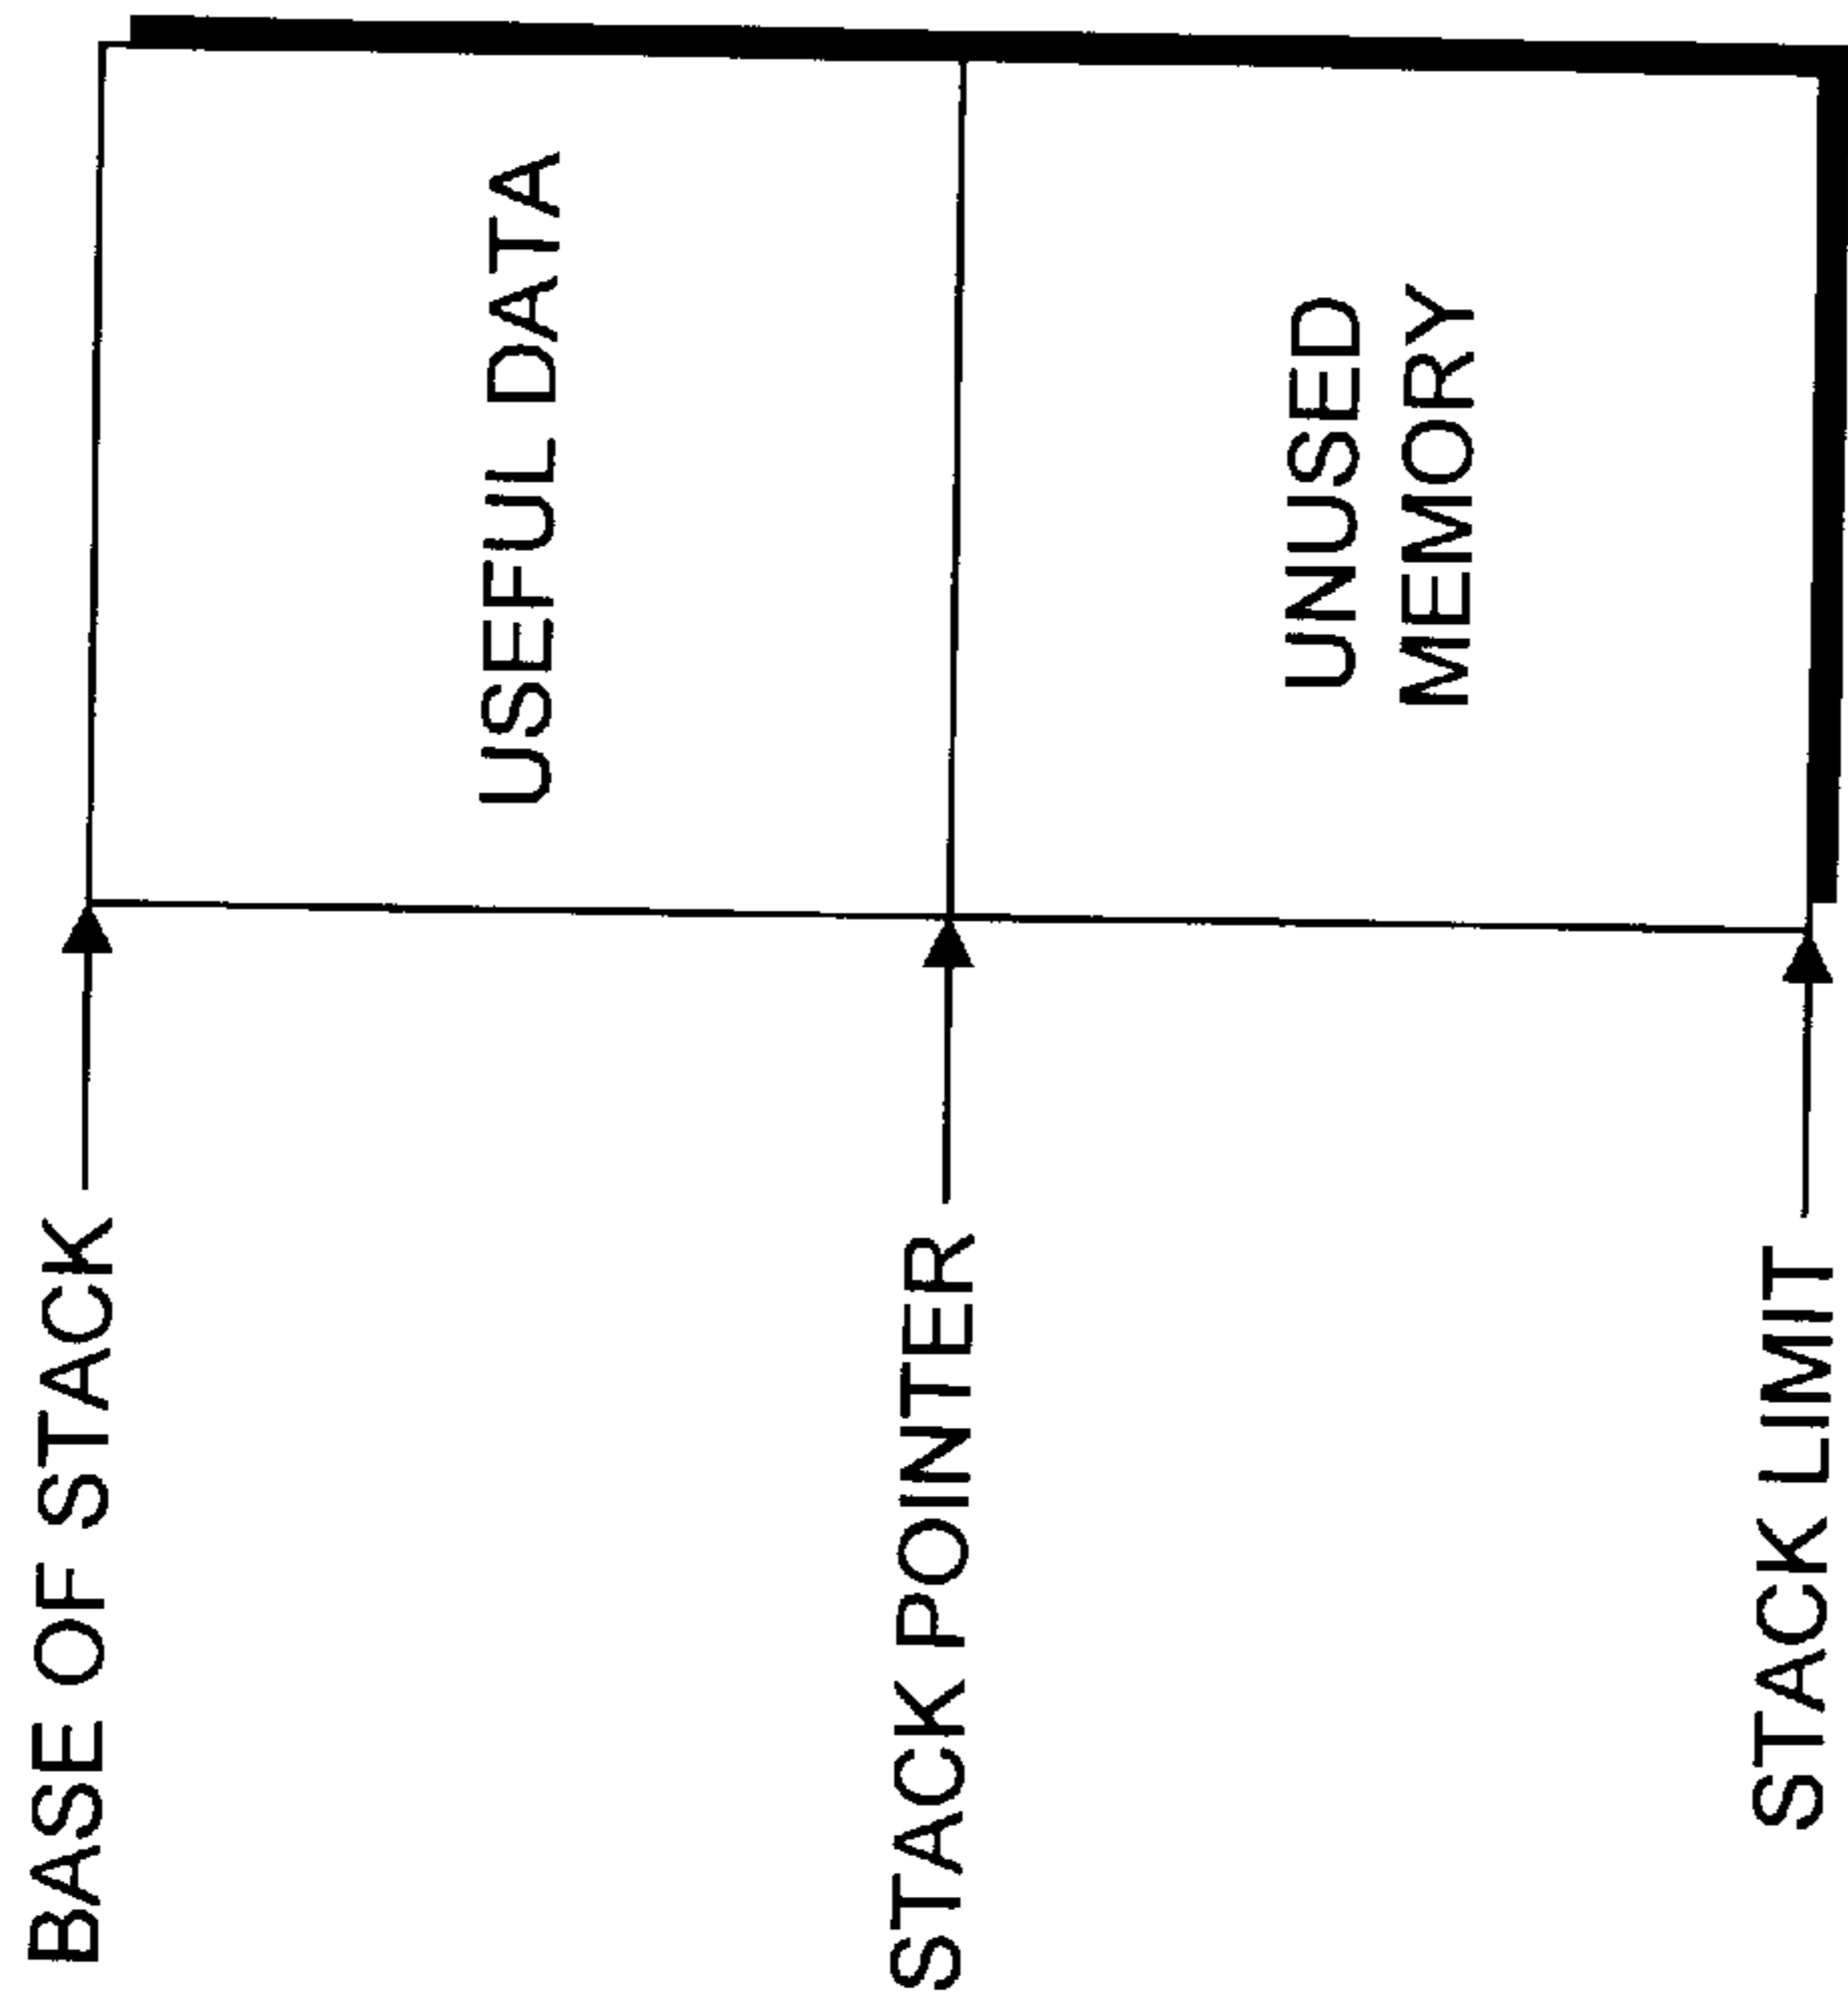 BASE OF STACK
USEFUL DATA
STACK POINTER
UNUSED
MEMORY
STACK LIMIT